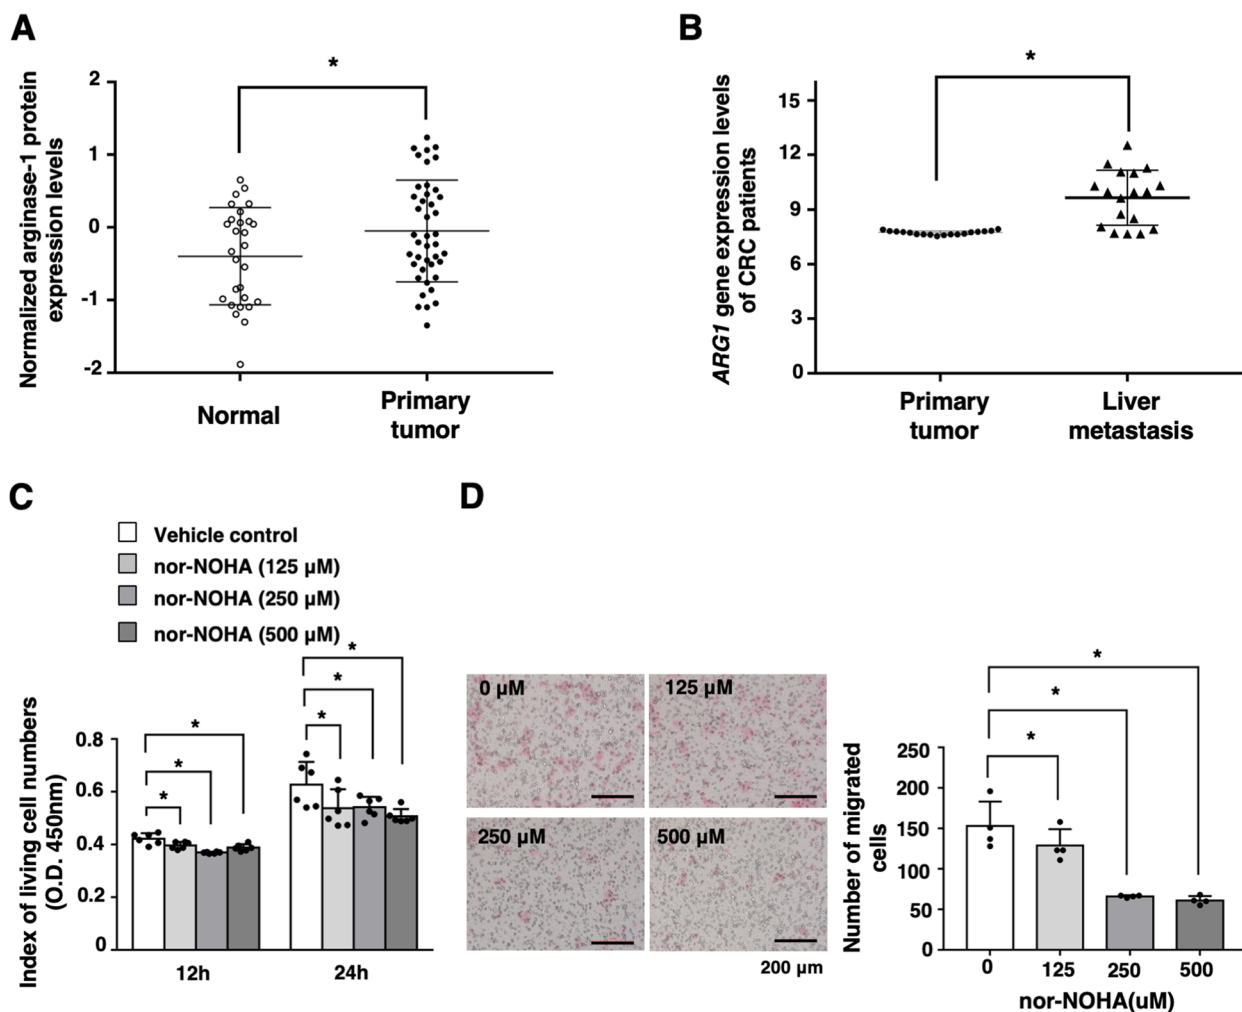 A
Normalized arginase-1 protein
expression levels
2
1
0
-1
-2
*
Normal
Primary
tumor
B
ARG1 gene expression levels
of CRC patients
15
12
9
6
3
0
*
Primary
tumor
Liver
metastasis
C
Vehicle control
nor-NOHA (125 µM)
nor-NOHA (250 µM)
nor-NOHA (500 µM)
Index of living cell numbers
(O.D. 450nm)
0.8
0.6
0.4
0.2
0
*
*
*
*
*
*
12h
24h
D
0 µM
125 µM
250 µM
500 µM
200 µm
Number of migrated
cells
250
200
150
100
50
0
*
*
*
0
125
250
500
nor-NOHA(uM)